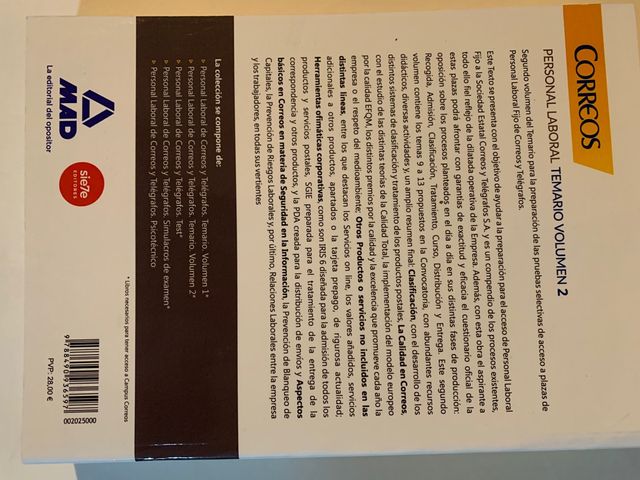 CORREOS
PERSONAL LABORAL TEMARIO VOLUMEN 2
Segundo volumen del Temario para la preparación de las pruebas selectivas de acceso a plazas de
Personal Laboral Fijo de Correos y Telégrafos.
Este Texto se presenta con el objetivo de ayudar a la preparación para el acceso de Personal Laboral
Fijo a la Sociedad Estatal Correos y Telégrafos S.A. y es un compendio de los procesos existentes,
todo ello fiel reflejo de la dilatada operativa de la Empresa. Además, con esta obra el aspirante a
estas plazas podrá afrontar con garantías de exactitud y eficacia el cuestionario oficial de la
oposición sobre los procesos planteados en el día a día en sus distintas fases de producción:
Recogida, Admisión, Clasificación, Tratamiento, Curso, Distribución y Entrega. Este segundo
volumen contiene los temas 9 a 13 propuestos en la Convocatoria, con abundantes recursos
didácticos, diversas actividades y, un amplio resumen final: Clasificación, con el desarrollo de los
distintos sistemas de clasificación y tratamiento de los productos postales, La Calidad en Correos,
con el estudio de las distintas teorías de la Calidad Total, la implementación del modelo europeo
por la calidad EFQM, los distintos premios por la calidad y la excelencia que promueve cada año la
empresa o el respeto del medioambiente; Otros Productos o servicios no incluidos en las
distintas líneas, entre los que destacan los Servicios on line, los valores añadidos, servicios
adicionales a otros productos, apartados o la tarjeta prepago, de rigurosa actualidad;
Herramientas ofimáticas corporativas, como son IRIS 6 diseñada para la admisión de todos los
productos y servicios postales, SGIE preparada para el tratamiento de la entrega de la
correspondencia y otros productos, y la PDA creada para la distribución de envíos y Aspectos
básicos en Correos en materia de Seguridad en la Información, la Prevención de Blanqueo de
Capitales, la Prevención de Riesgos Laborales y, por último, Relaciones Laborales entre la empresa
y los trabajadores, en todas sus vertientes
La colección se compone de:
▹ Personal Laboral de Correos y Telégrafos. Temario Volumen 1*
▹ Personal Laboral de Correos y Telégrafos. Temario Volumen 2*
▹ Personal Laboral de Correos y Telégrafos. Test*
▹ Personal Laboral de Correos y Telégrafos. Simulacros de examen*
▹ Personal Laboral de Correos y Telégrafos. Psicotécnico
* Libros necesarios para tener acceso a Campus Correos
MAD
La editorial del opositor
sie7e
EDITORES
9 788490 936597
002025000
PVP: 28,00 €